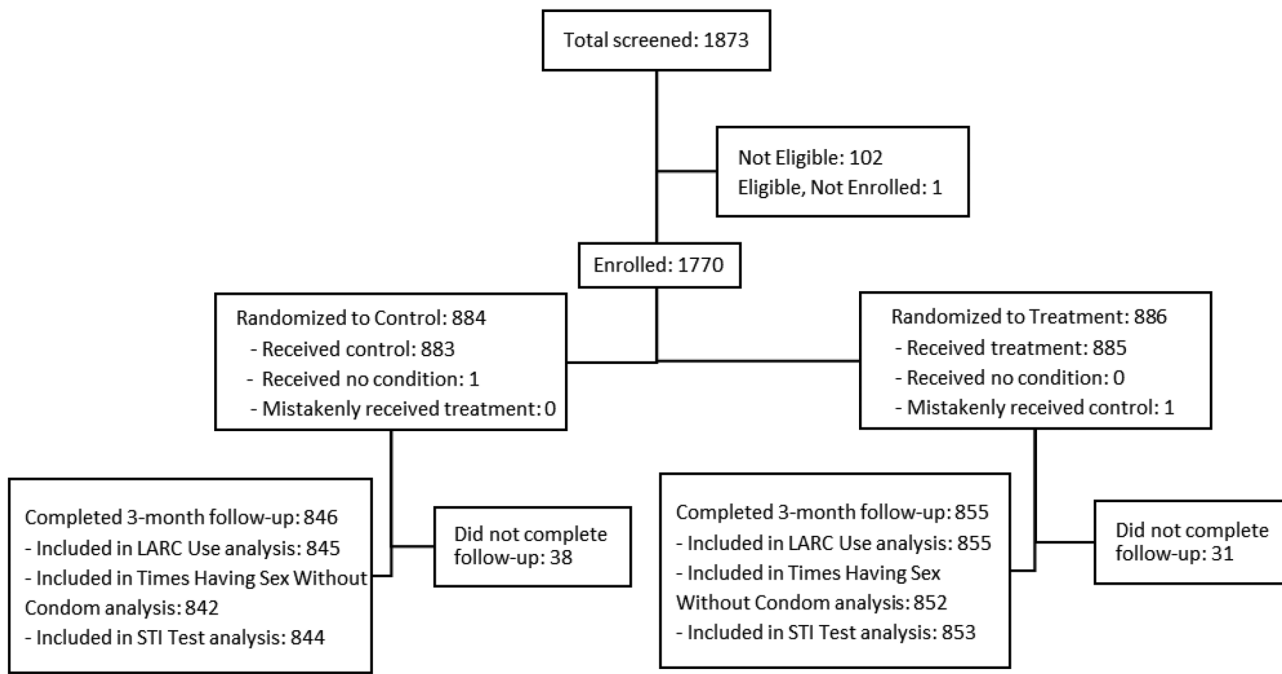 Total screened: 1873
Not Eligible: 102
Eligible, Not Enrolled: 1
Enrolled: 1770
Randomized to Control: 884
- Received control: 883
- Received no condition: 1
- Mistakenly received treatment: 0
Randomized to Treatment: 886
- Received treatment: 885
- Received no condition: 0
- Mistakenly received control: 1
Completed 3-month follow-up: 846
- Included in LARC Use analysis: 845
- Included in Times Having Sex Without
Condom analysis: 842
- Included in STI Test analysis: 844
Did not complete
follow-up: 38
Completed 3-month follow-up: 855
- Included in LARC Use analysis: 855
- Included in Times Having Sex
Without Condom analysis: 852
- Included in STI Test analysis: 853
Did not complete
follow-up: 31